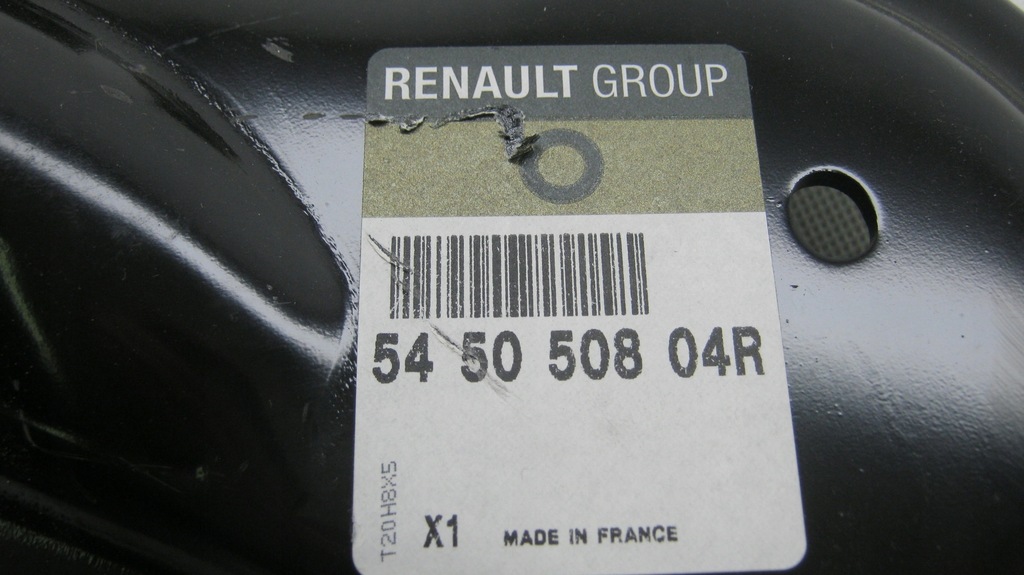 RENAULT GROUP
54 50 508 04R
T20H8X5
X1 MADE IN FRANCE